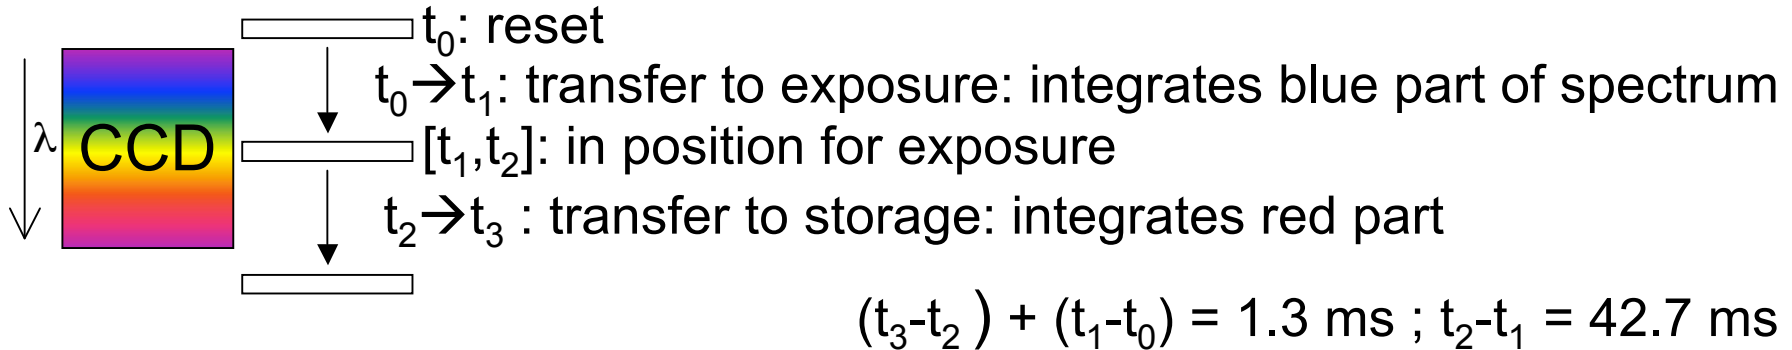 t₀: reset
t₀→t₁: transfer to exposure: integrates blue part of spectrum
λ CCD [t₁,t₂]: in position for exposure
t₂→t₃ : transfer to storage: integrates red part
(t₃-t₂ ) + (t₁-t₀) = 1.3 ms ; t₂-t₁ = 42.7 ms